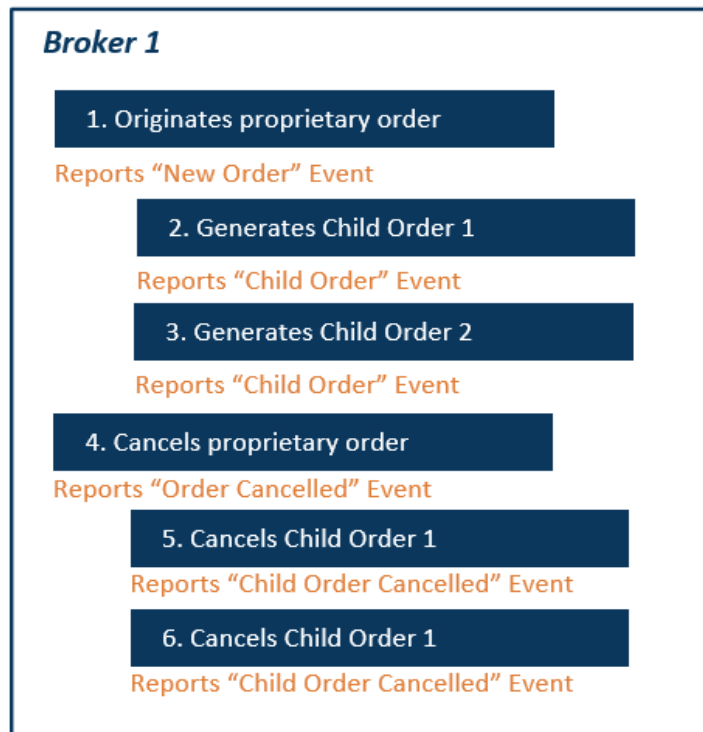 Broker 1
1. Originates proprietary order
Reports “New Order” Event
2. Generates Child Order 1
Reports “Child Order” Event
3. Generates Child Order 2
Reports “Child Order” Event
4. Cancels proprietary order
Reports “Order Cancelled” Event
5. Cancels Child Order 1
Reports “Child Order Cancelled” Event
6. Cancels Child Order 1
Reports “Child Order Cancelled” Event